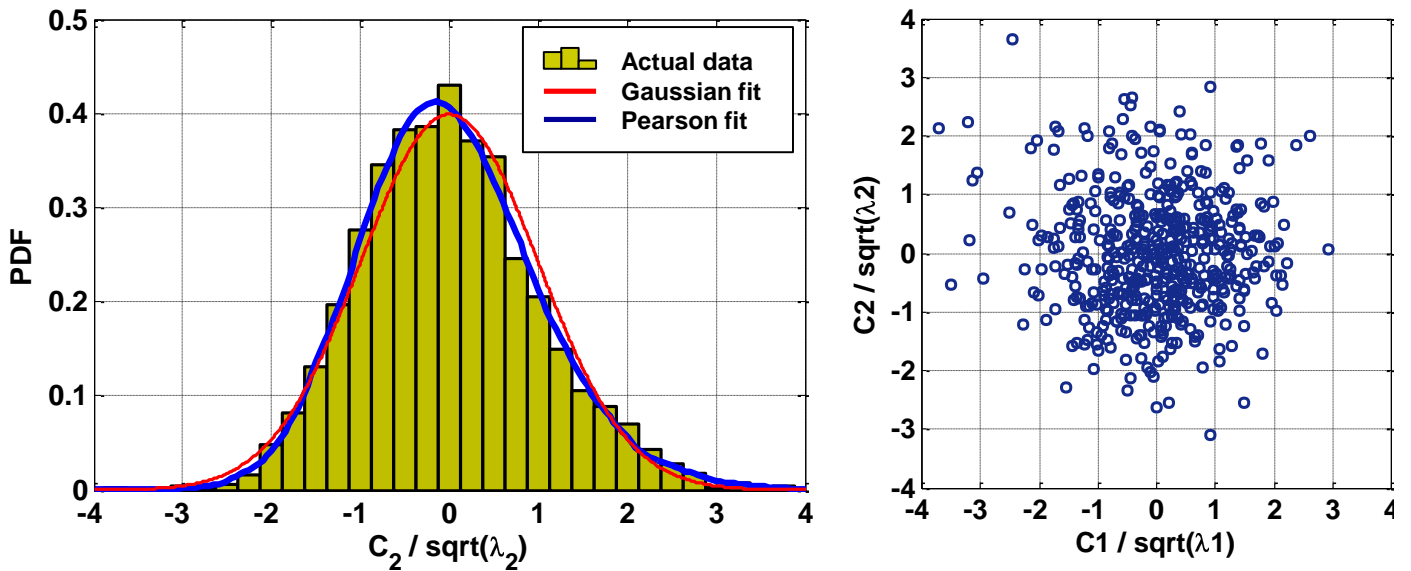 0.5
0.4
0.3
0.2
0.1
0
PDF
-4 -3 -2 -1 0 1 2 3 4
C₂ / sqrt(λ₂)
Actual data
Gaussian fit
Pearson fit
4
3
2
1
0
-1
-2
-3
-4
C2 / sqrt(λ2)
-4 -3 -2 -1 0 1 2 3 4
C1 / sqrt(λ1)